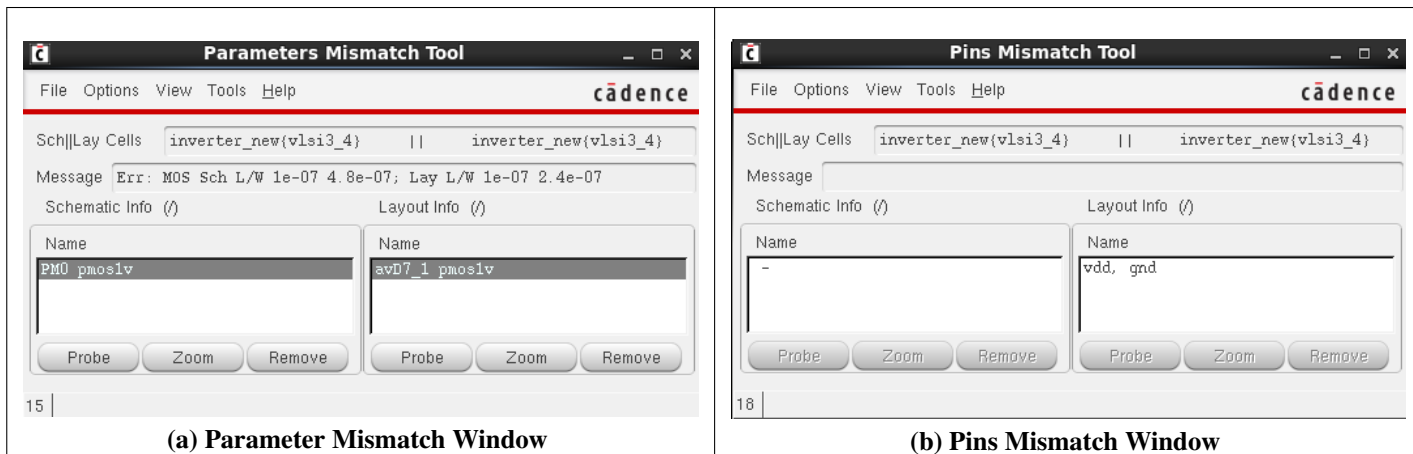 Parameters Mismatch Tool
File Options View Tools Help
cādence
Sch||Lay Cells inverter_new{vlsi3_4} || inverter_new{vlsi3_4}
Message Err: MOS Sch L/W 1e-07 4.8e-07; Lay L/W 1e-07 2.4e-07
Schematic Info (/) Layout Info (/)
Name Name
PM0 pmos1v avD7_1 pmos1v
Probe Zoom Remove Probe Zoom Remove
15
(a) Parameter Mismatch Window
Pins Mismatch Tool
File Options View Tools Help
cādence
Sch||Lay Cells inverter_new{vlsi3_4} || inverter_new{vlsi3_4}
Message
Schematic Info (/) Layout Info (/)
Name Name
- vdd, gnd
Probe Zoom Remove Probe Zoom Remove
18
(b) Pins Mismatch Window